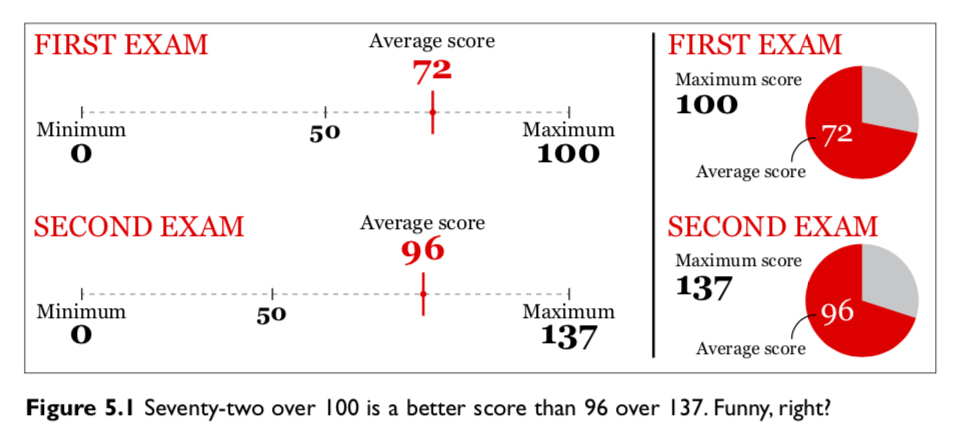 FIRST EXAM
Average score
72
Minimum
0
50
Maximum
100
SECOND EXAM
Average score
96
Minimum
0
50
Maximum
137
FIRST EXAM
Maximum score
100
72
Average score
SECOND EXAM
Maximum score
137
96
Average score
Figure 5.1 Seventy-two over 100 is a better score than 96 over 137. Funny, right?